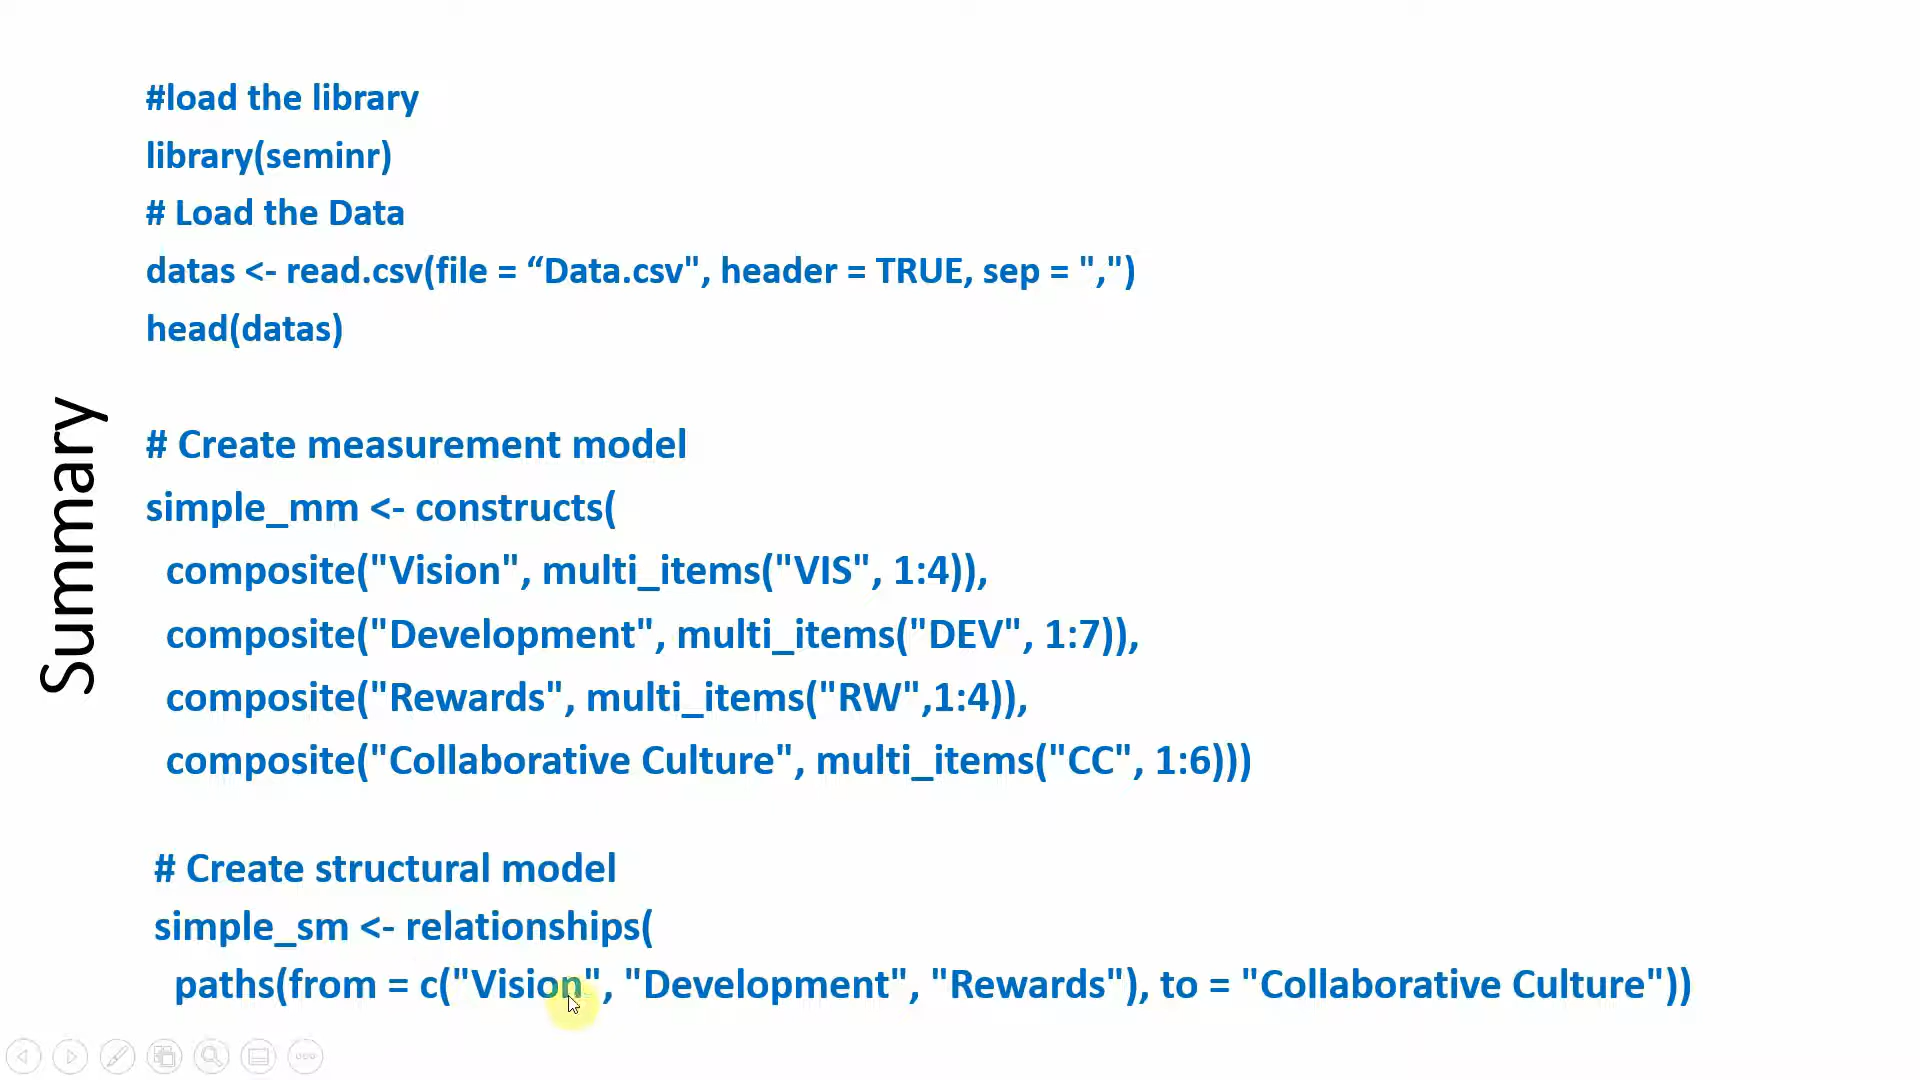 Summary
#load the library
library(seminr)
# Load the Data
datas <- read.csv(file = “Data.csv", header = TRUE, sep = ",")
head(datas)
# Create measurement model
simple_mm <- constructs(
composite("Vision", multi_items("VIS", 1:4)),
composite("Development", multi_items("DEV", 1:7)),
composite("Rewards", multi_items("RW",1:4)),
composite("Collaborative Culture", multi_items("CC", 1:6)))
# Create structural model
simple_sm <- relationships(
paths(from = c("Vision", "Development", "Rewards"), to = "Collaborative Culture"))